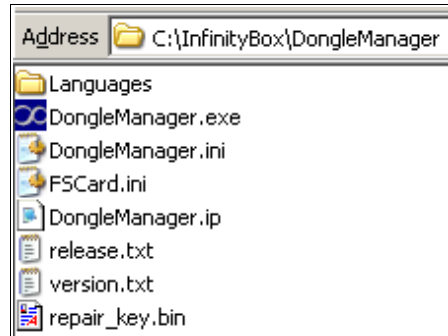 Address C:\InfinityBox\DongleManager
Languages
DongleManager.exe
DongleManager.ini
FSCard.ini
DongleManager.ip
release.txt
version.txt
repair_key.bin